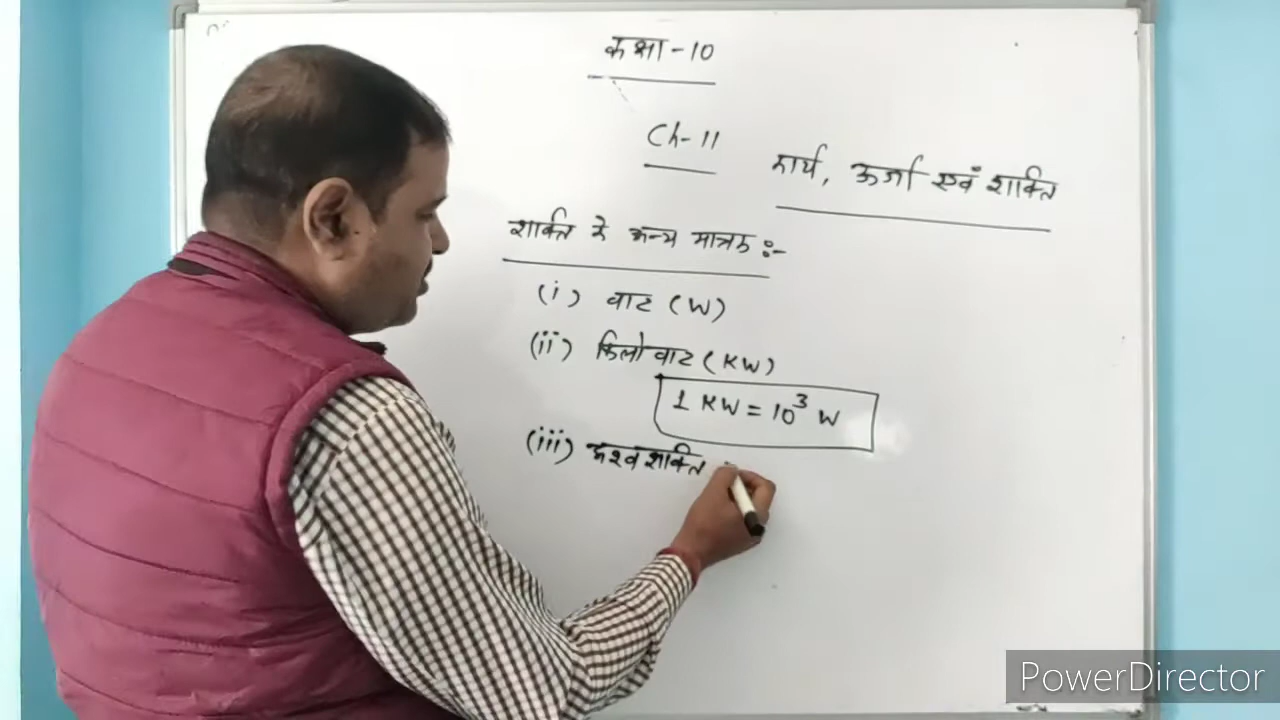 कक्षा - 10
Ch - 11
कार्य, ऊर्जा एवं शक्ति
शक्ति के अन्य मात्रक :-
(i) वाट (W)
(ii) किलोवाट (KW)
1 KW = 10³ W
(iii) अश्व शक्ति
PowerDirector